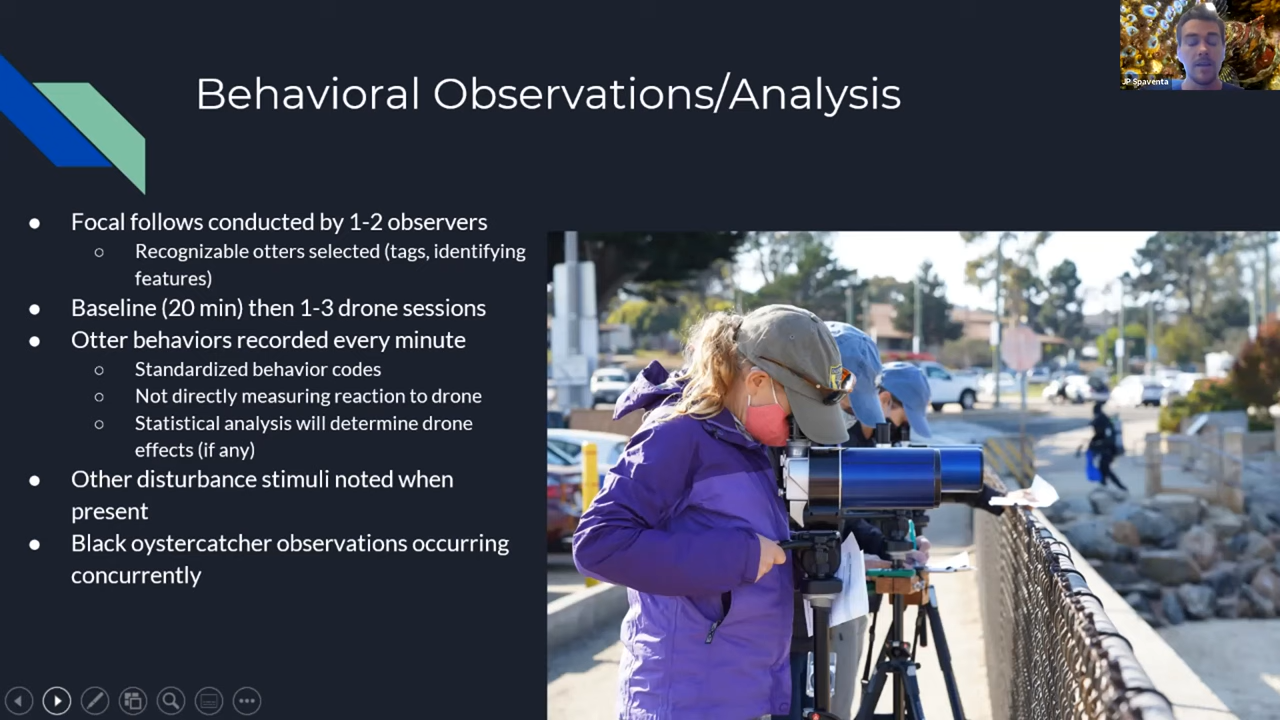 JP Spaventa
Behavioral Observations/Analysis
● Focal follows conducted by 1-2 observers
○ Recognizable otters selected (tags, identifying
features)
● Baseline (20 min) then 1-3 drone sessions
● Otter behaviors recorded every minute
○ Standardized behavior codes
○ Not directly measuring reaction to drone
○ Statistical analysis will determine drone
effects (if any)
● Other disturbance stimuli noted when
present
● Black oystercatcher observations occurring
concurrently